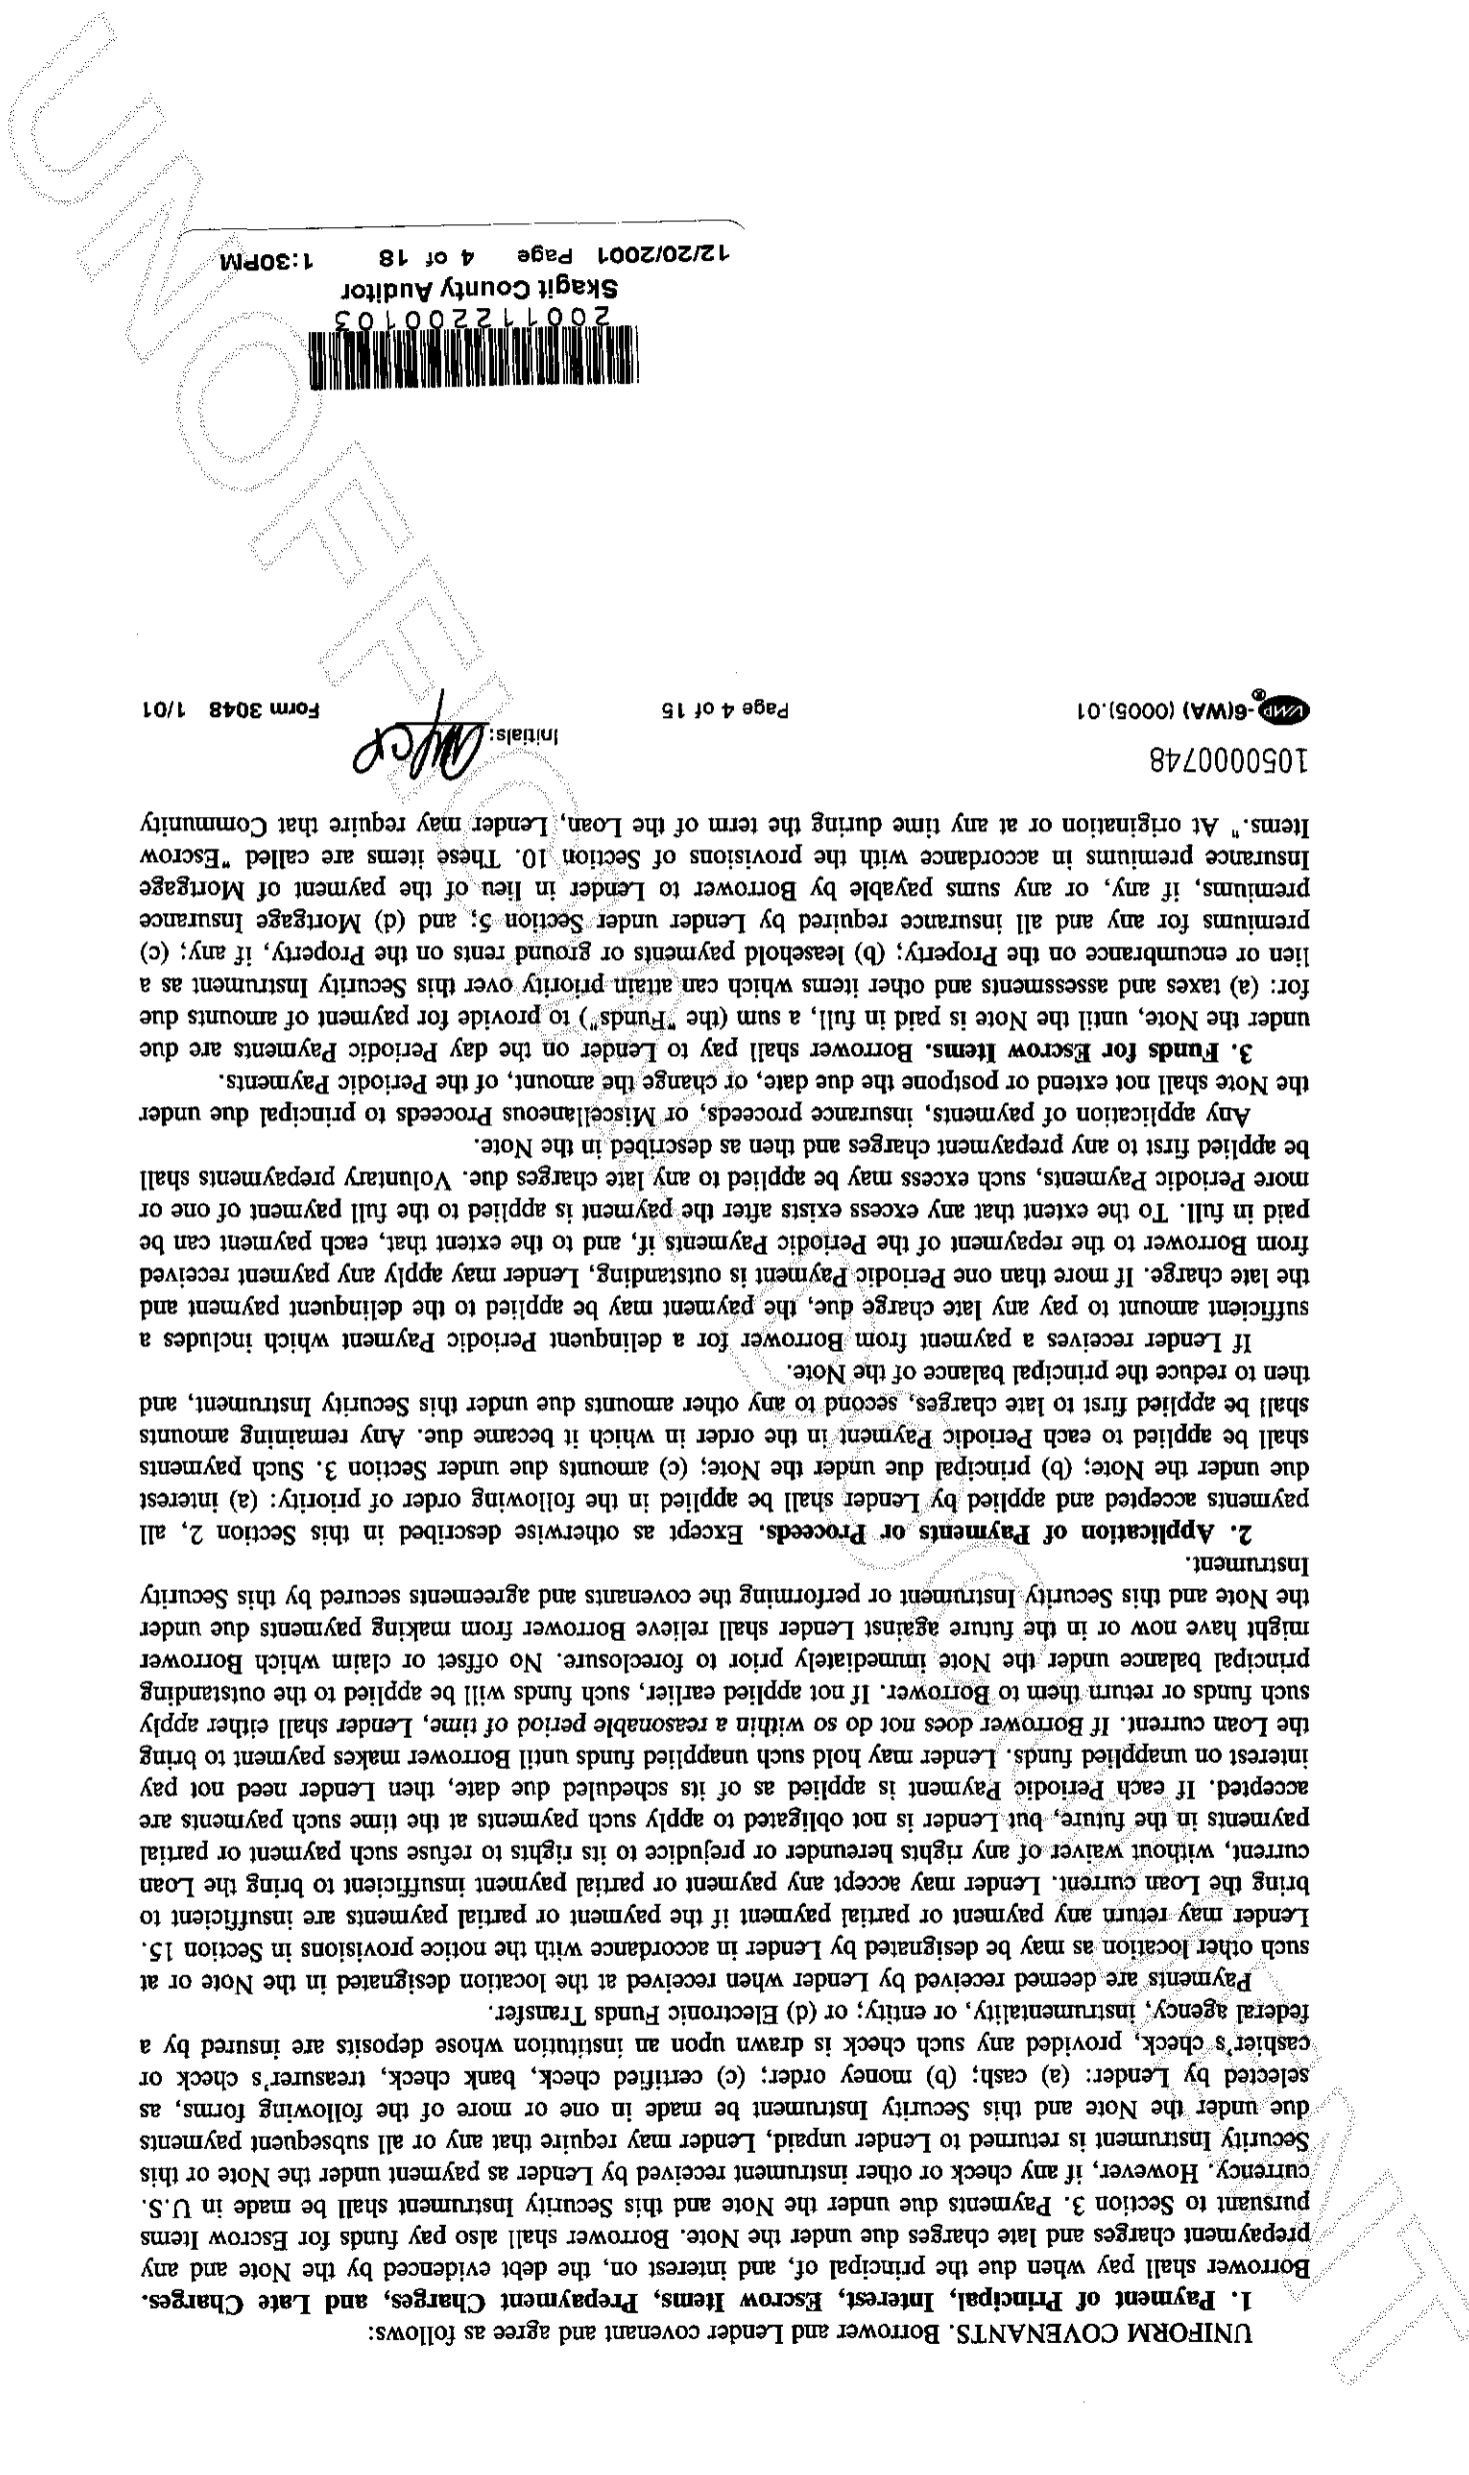 UNIFORM COVENANTS. Borrower and Lender covenant and agree as follows:
1. Payment of Principal, Interest, Escrow Items, Prepayment Charges, and Late Charges.
Borrower shall pay when due the principal of, and interest on, the debt evidenced by the Note and any
prepayment charges and late charges due under the Note. Borrower shall also pay funds for Escrow Items
pursuant to Section 3. Payments due under the Note and this Security Instrument shall be made in U.S.
currency. However, if any check or other instrument received by Lender as payment under the Note or this
Security Instrument is returned to Lender unpaid, Lender may require that any or all subsequent payments
due under the Note and this Security Instrument be made in one or more of the following forms, as
selected by Lender: (a) cash; (b) money order; (c) certified check, bank check, treasurer's check or
cashier's check, provided any such check is drawn upon an institution whose deposits are insured by a
federal agency, instrumentality, or entity; or (d) Electronic Funds Transfer.
Payments are deemed received by Lender when received at the location designated in the Note or at
such other location as may be designated by Lender in accordance with the notice provisions in Section 15.
Lender may return any payment or partial payment if the payment or partial payments are insufficient to
bring the Loan current. Lender may accept any payment or partial payment insufficient to bring the Loan
current, without waiver of any rights hereunder or prejudice to its rights to refuse such payment or partial
payments in the future, but Lender is not obligated to apply such payments at the time such payments are
accepted. If each Periodic Payment is applied as of its scheduled due date, then Lender need not pay
interest on unapplied funds. Lender may hold such unapplied funds until Borrower makes payment to bring
the Loan current. If Borrower does not do so within a reasonable period of time, Lender shall either apply
such funds or return them to Borrower. If not applied earlier, such funds will be applied to the outstanding
principal balance under the Note immediately prior to foreclosure. No offset or claim which Borrower
might have now or in the future against Lender shall relieve Borrower from making payments due under
the Note and this Security Instrument or performing the covenants and agreements secured by this Security
Instrument.
2. Application of Payments or Proceeds. Except as otherwise described in this Section 2, all
payments accepted and applied by Lender shall be applied in the following order of priority: (a) interest
due under the Note; (b) principal due under the Note; (c) amounts due under Section 3. Such payments
shall be applied to each Periodic Payment in the order in which it became due. Any remaining amounts
shall be applied first to late charges, second to any other amounts due under this Security Instrument, and
then to reduce the principal balance of the Note.
If Lender receives a payment from Borrower for a delinquent Periodic Payment which includes a
sufficient amount to pay any late charge due, the payment may be applied to the delinquent payment and
the late charge. If more than one Periodic Payment is outstanding, Lender may apply any payment received
from Borrower to the repayment of the Periodic Payments if, and to the extent that, each payment can be
paid in full. To the extent that any excess exists after the payment is applied to the full payment of one or
more Periodic Payments, such excess may be applied to any late charges due. Voluntary prepayments shall
be applied first to any prepayment charges and then as described in the Note.
Any application of payments, insurance proceeds, or Miscellaneous Proceeds to principal due under
the Note shall not extend or postpone the due date, or change the amount, of the Periodic Payments.
3. Funds for Escrow Items. Borrower shall pay to Lender on the day Periodic Payments are due
under the Note, until the Note is paid in full, a sum (the "Funds") to provide for payment of amounts due
for: (a) taxes and assessments and other items which can attain priority over this Security Instrument as a
lien or encumbrance on the Property; (b) leasehold payments or ground rents on the Property, if any; (c)
premiums for any and all insurance required by Lender under Section 5; and (d) Mortgage Insurance
premiums, if any, or any sums payable by Borrower to Lender in lieu of the payment of Mortgage
Insurance premiums in accordance with the provisions of Section 10. These items are called "Escrow
Items." At origination or at any time during the term of the Loan, Lender may require that Community
1050000748
Initials:
VMP®-6(WA) (0005).01 Page 4 of 15 Form 3048 1/01
200112200103
Skagit County Auditor
12/20/2001 Page 4 of 18 1:30PM
UNOFFICIAL DOCUMENT